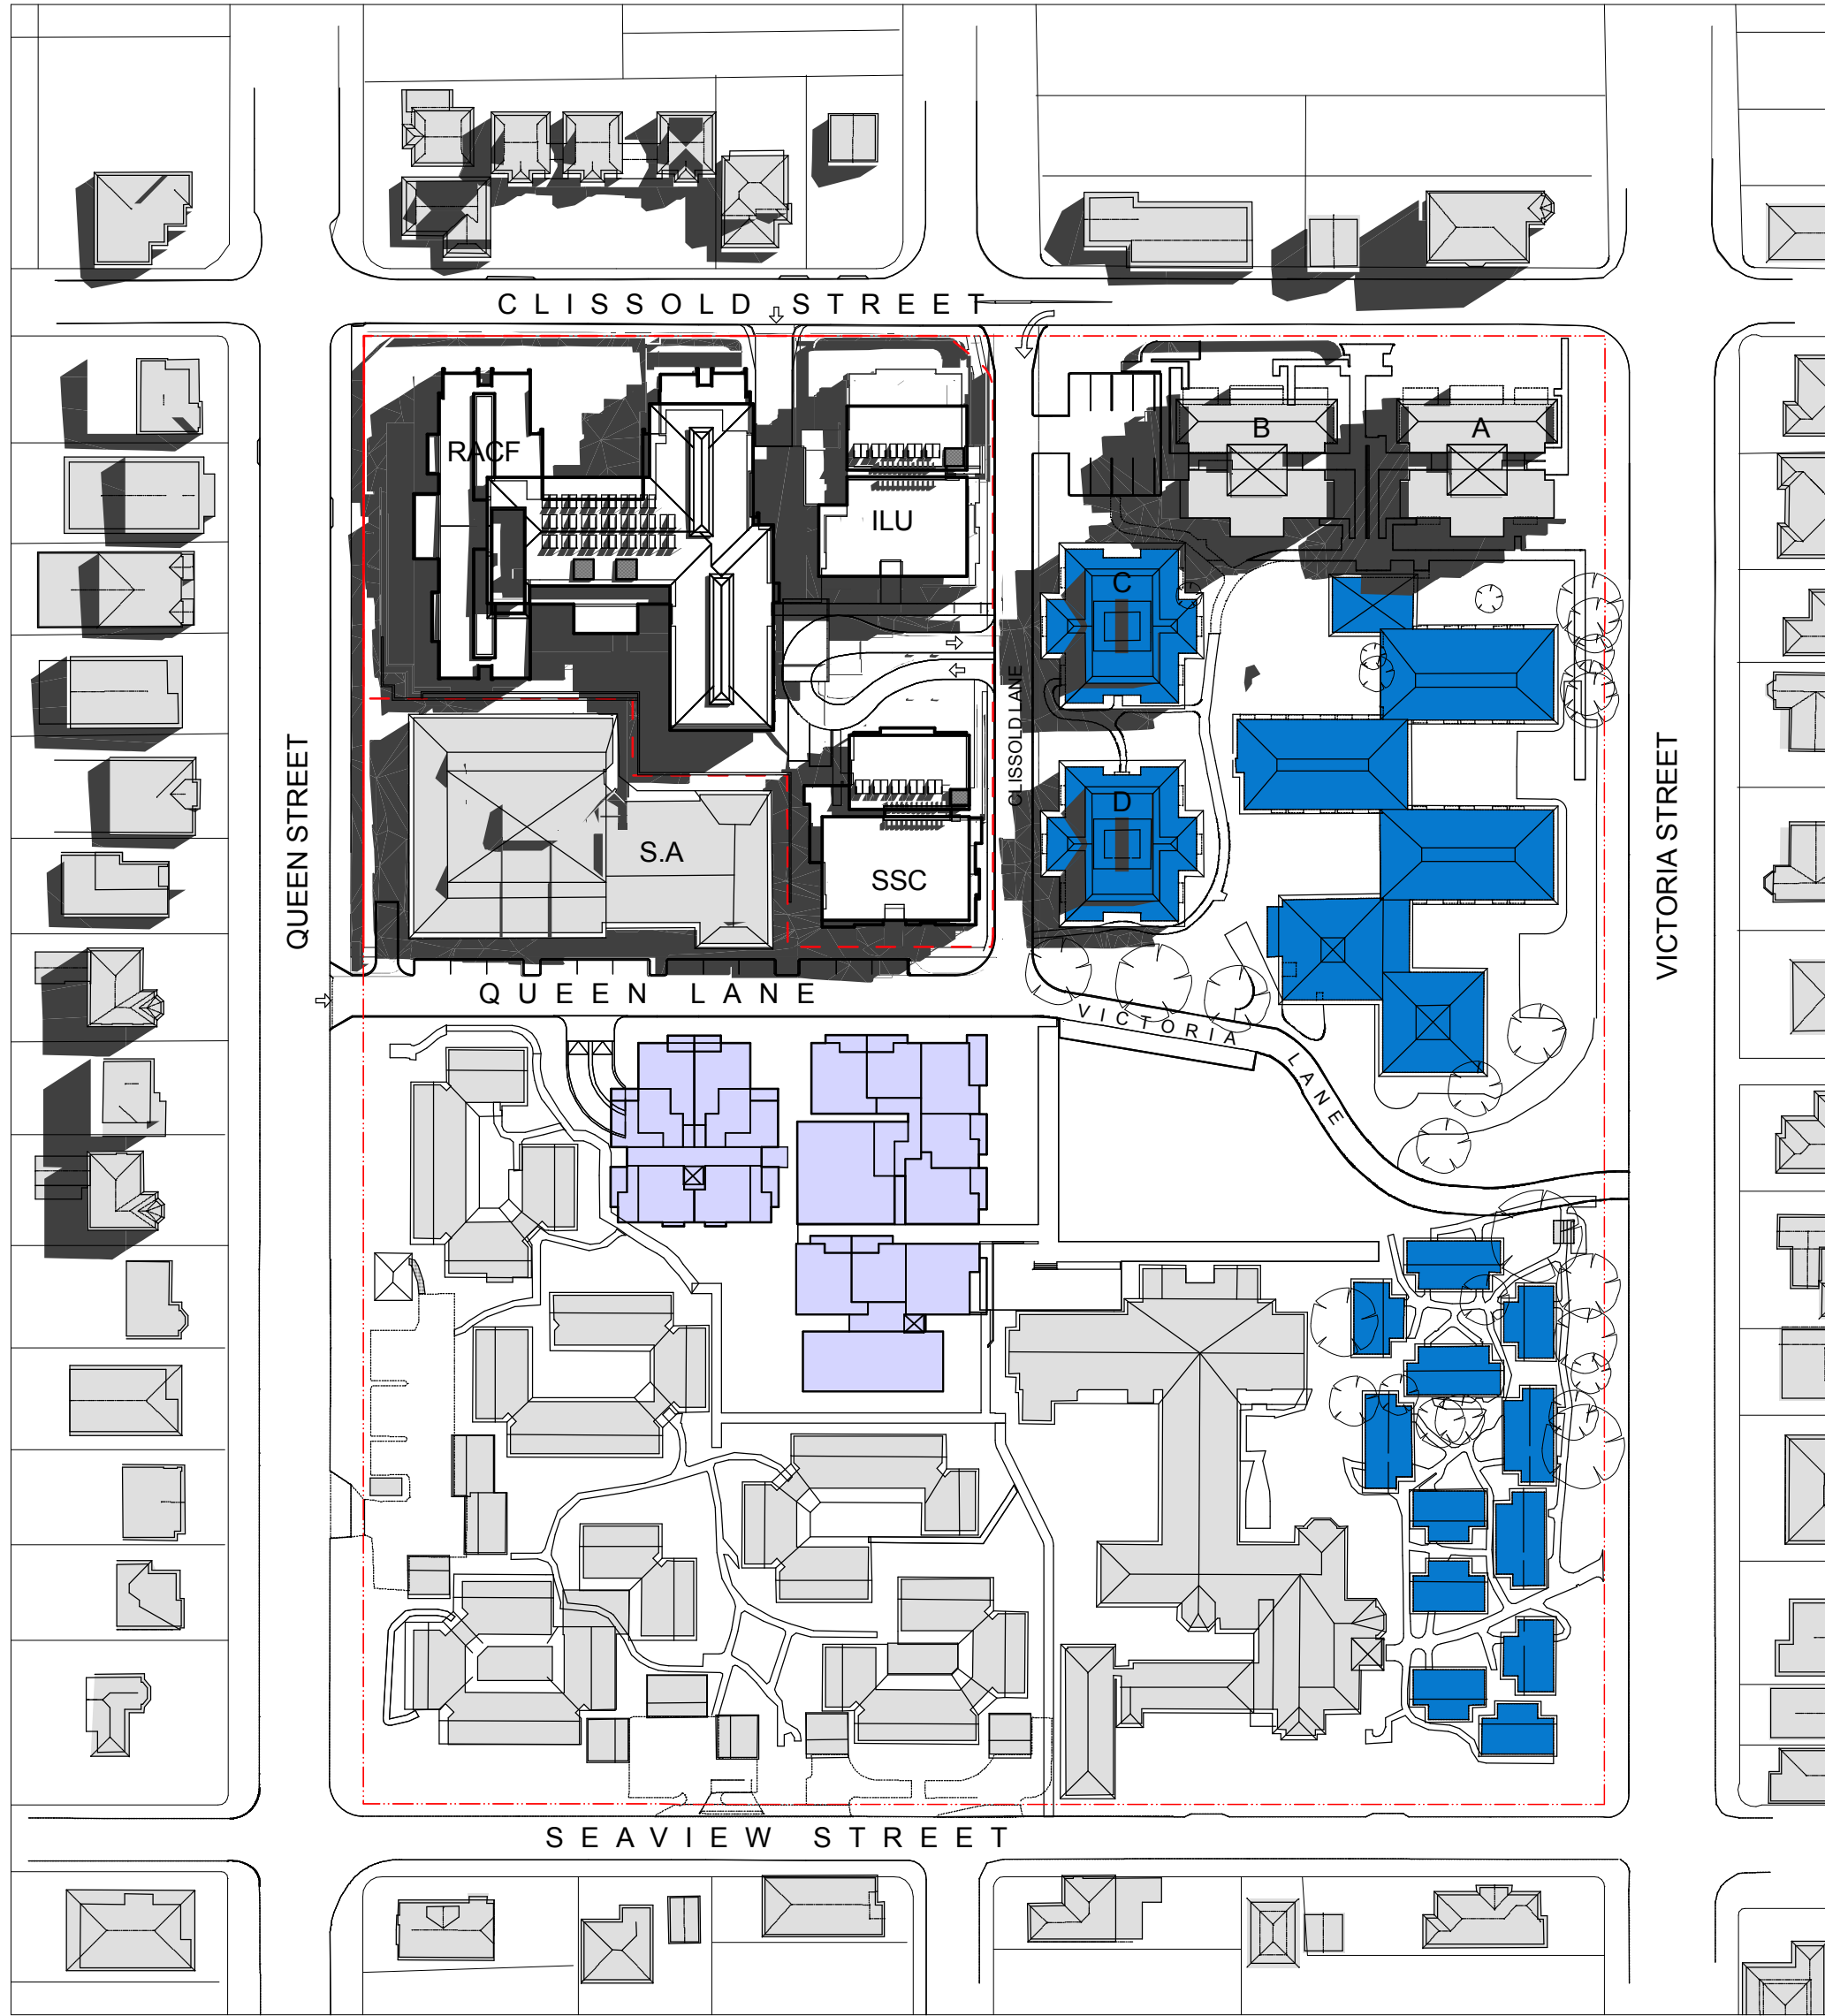 CLISSOLD STREET
RACF
B
A
ILU
C
CLISSOLD LANE
QUEEN STREET
VICTORIA STREET
D
S.A
SSC
QUEEN LANE
VICTORIA
LANE
SEAVIEW STREET